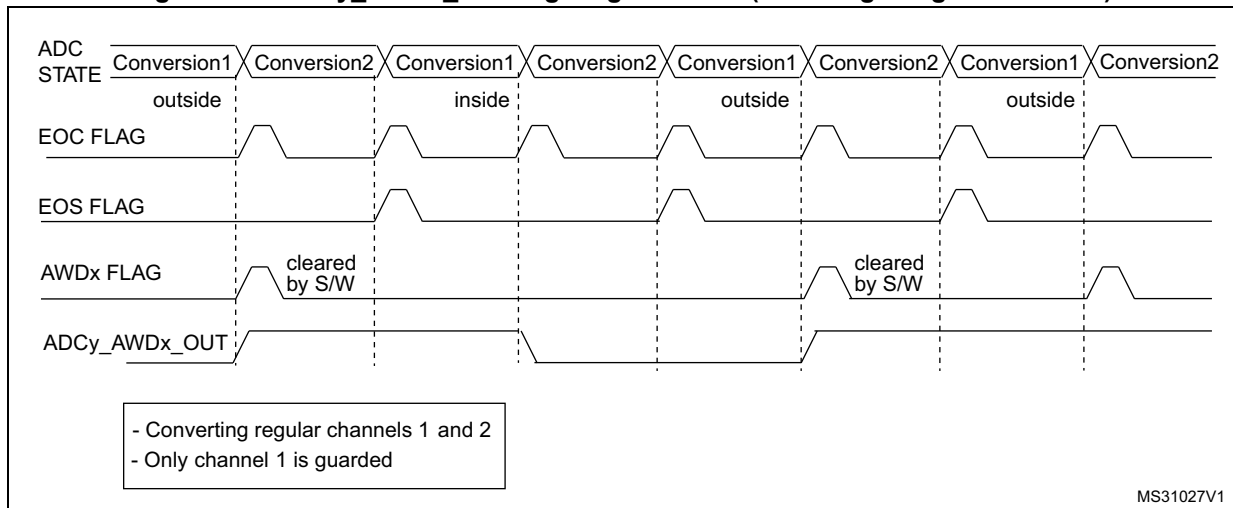 ADC
STATE
Conversion1 Conversion2 Conversion1 Conversion2 Conversion1 Conversion2 Conversion1 Conversion2
outside inside outside outside
EOC FLAG
EOS FLAG
AWDx FLAG
cleared
by S/W
cleared
by S/W
ADCy_AWDx_OUT
- Converting regular channels 1 and 2
- Only channel 1 is guarded
MS31027V1